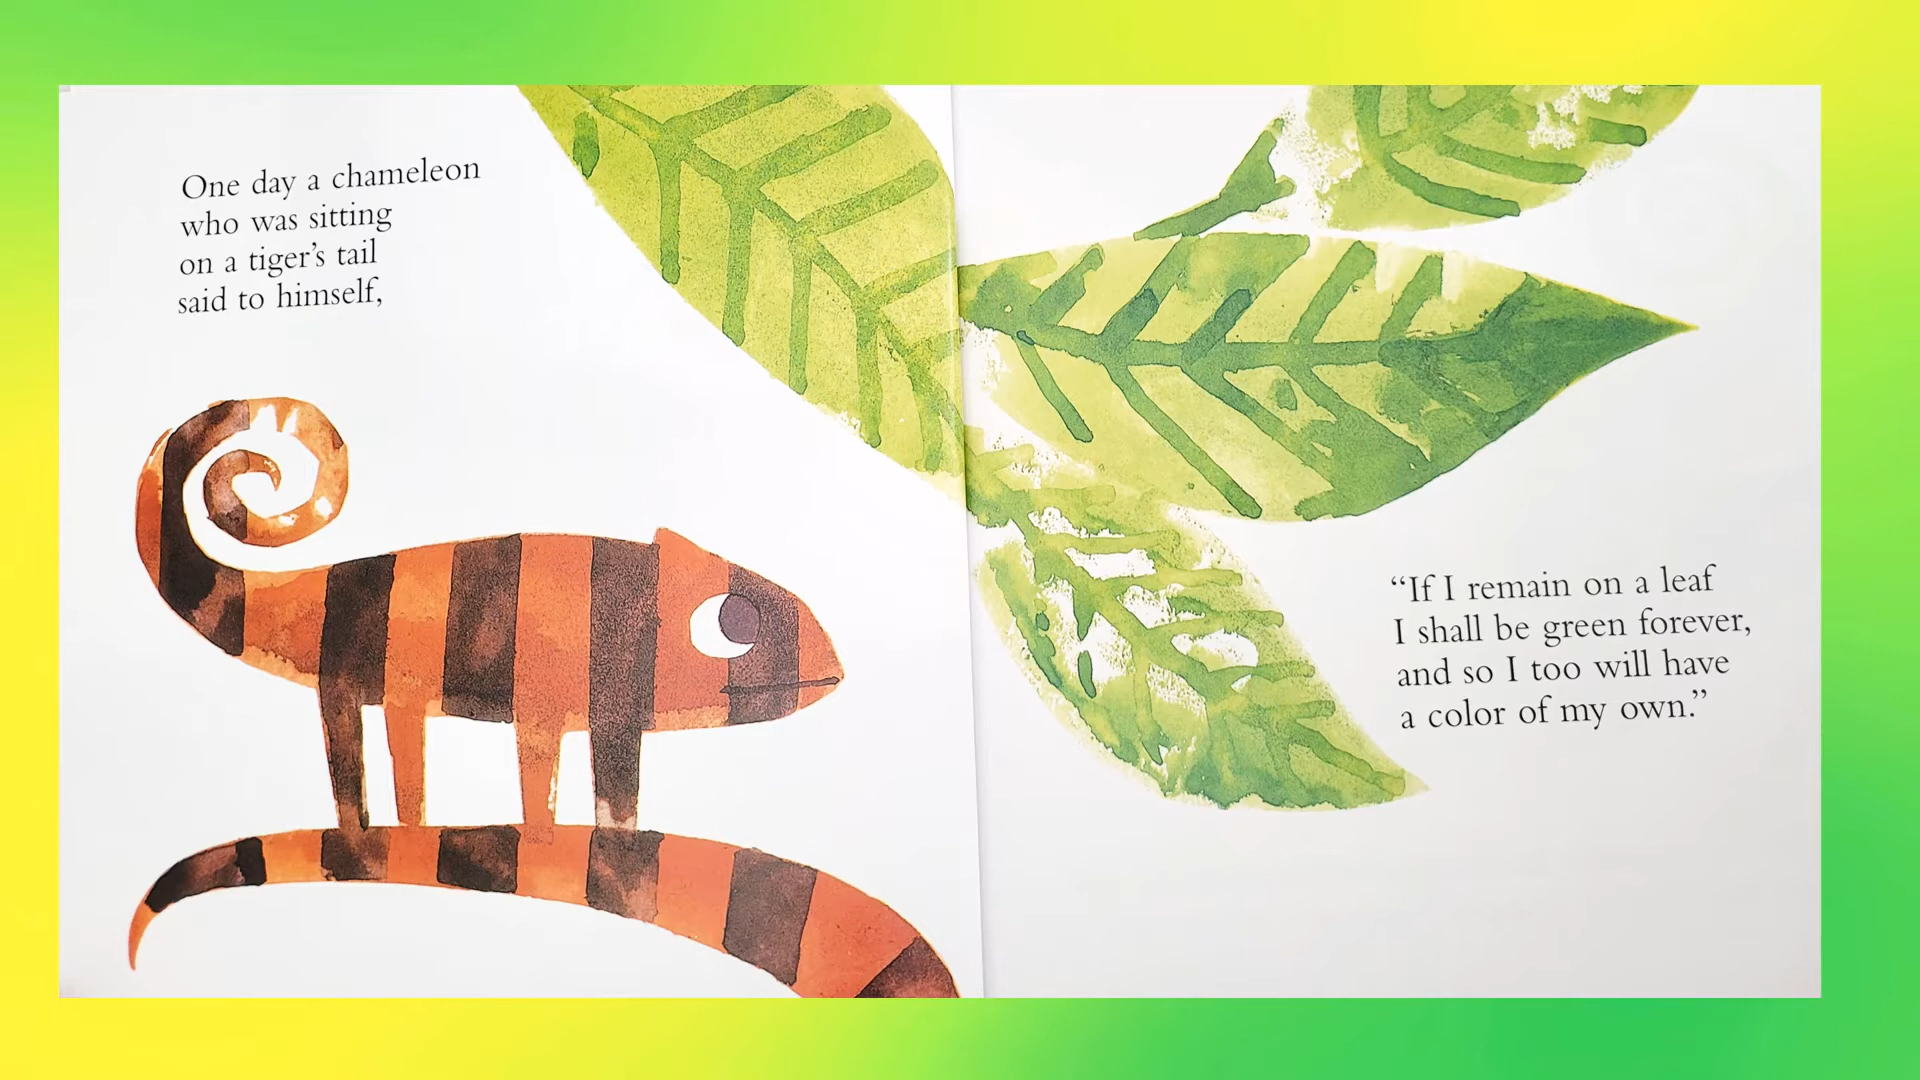 One day a chameleon
who was sitting
on a tiger’s tail
said to himself,
“If I remain on a leaf
I shall be green forever,
and so I too will have
a color of my own.”